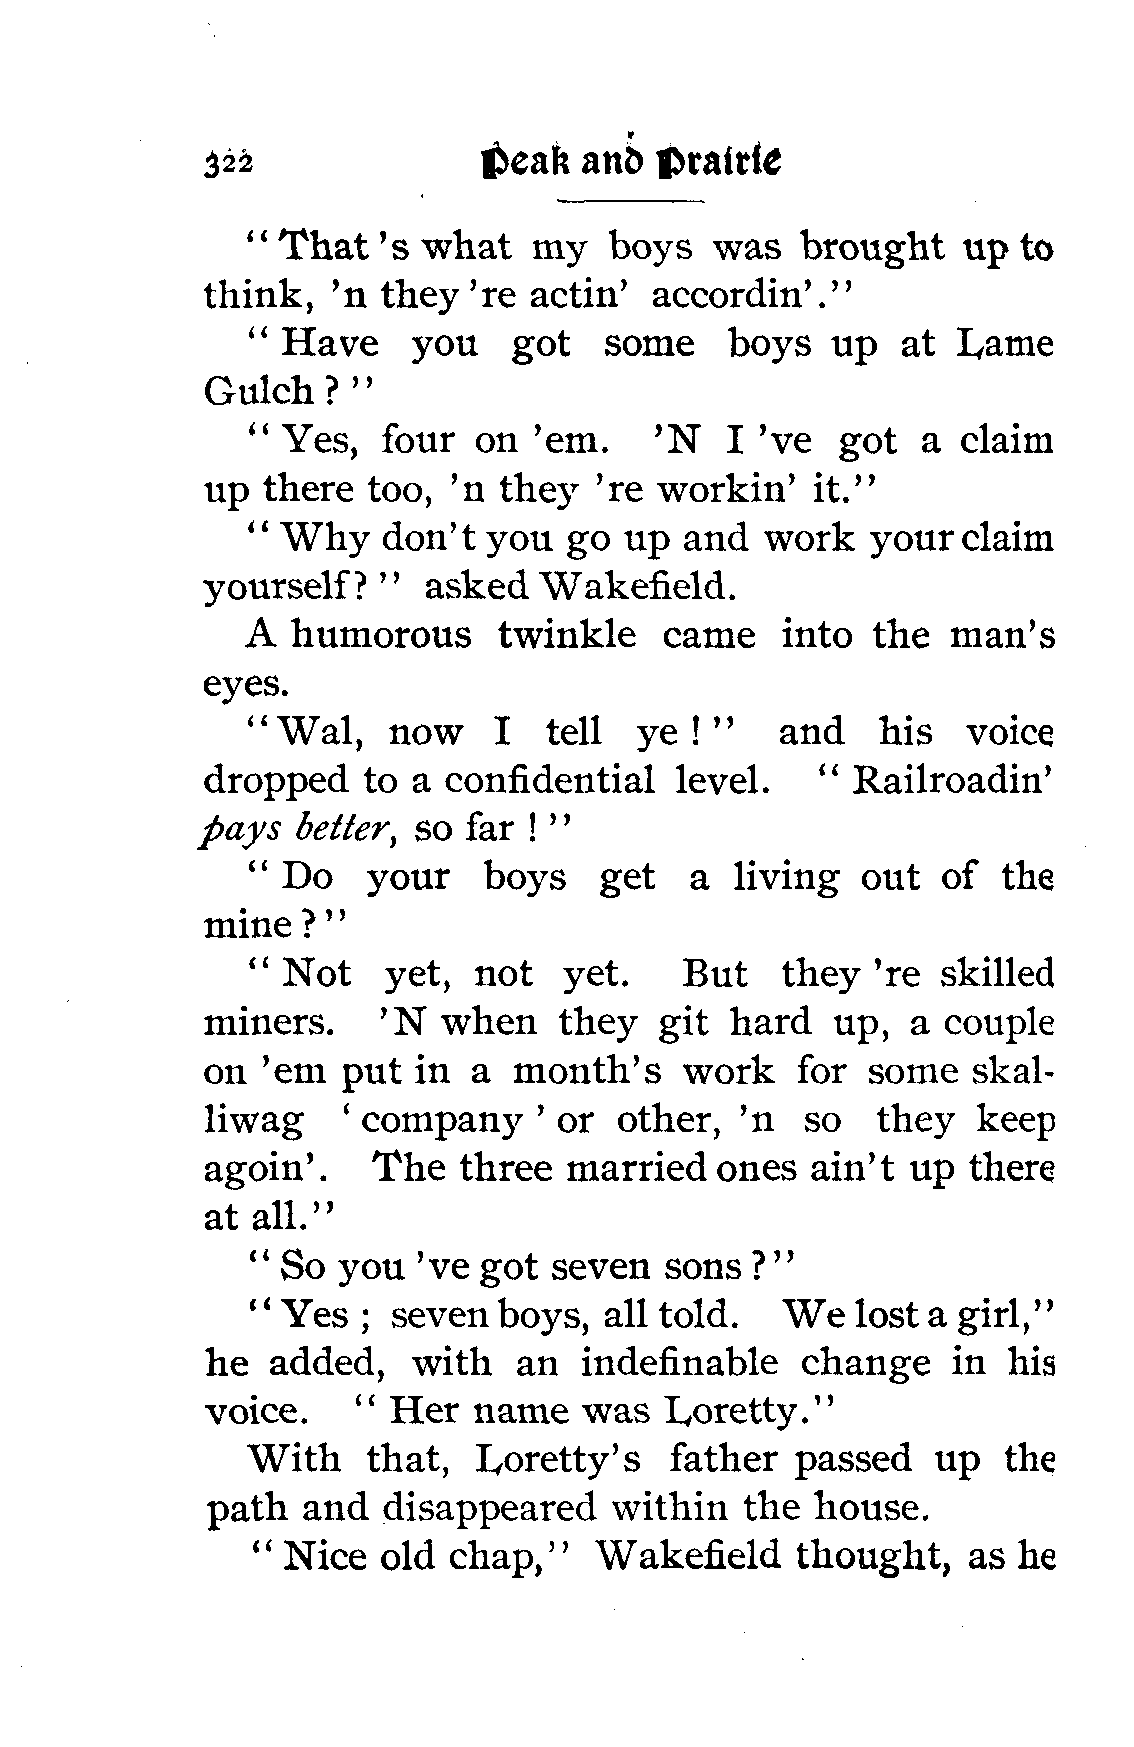 322 Peak and Prairie
"That 's what my boys was brought up to
think, 'n they 're actin' accordin'."
"Have you got some boys up at Lame
Gulch?"
"Yes, four on 'em. 'N I 've got a claim
up there too, 'n they 're workin' it."
"Why don't you go up and work your claim
yourself?" asked Wakefield.
A humorous twinkle came into the man's
eyes.
"Wal, now I tell ye!" and his voice
dropped to a confidential level. "Railroadin'
pays better, so far!"
"Do your boys get a living out of the
mine?"
"Not yet, not yet. But they 're skilled
miners. 'N when they git hard up, a couple
on 'em put in a month's work for some skal-
liwag 'company' or other, 'n so they keep
agoin'. The three married ones ain't up there
at all."
"So you 've got seven sons?"
"Yes; seven boys, all told. We lost a girl,"
he added, with an indefinable change in his
voice. "Her name was Loretty."
With that, Loretty's father passed up the
path and disappeared within the house.
"Nice old chap," Wakefield thought, as he